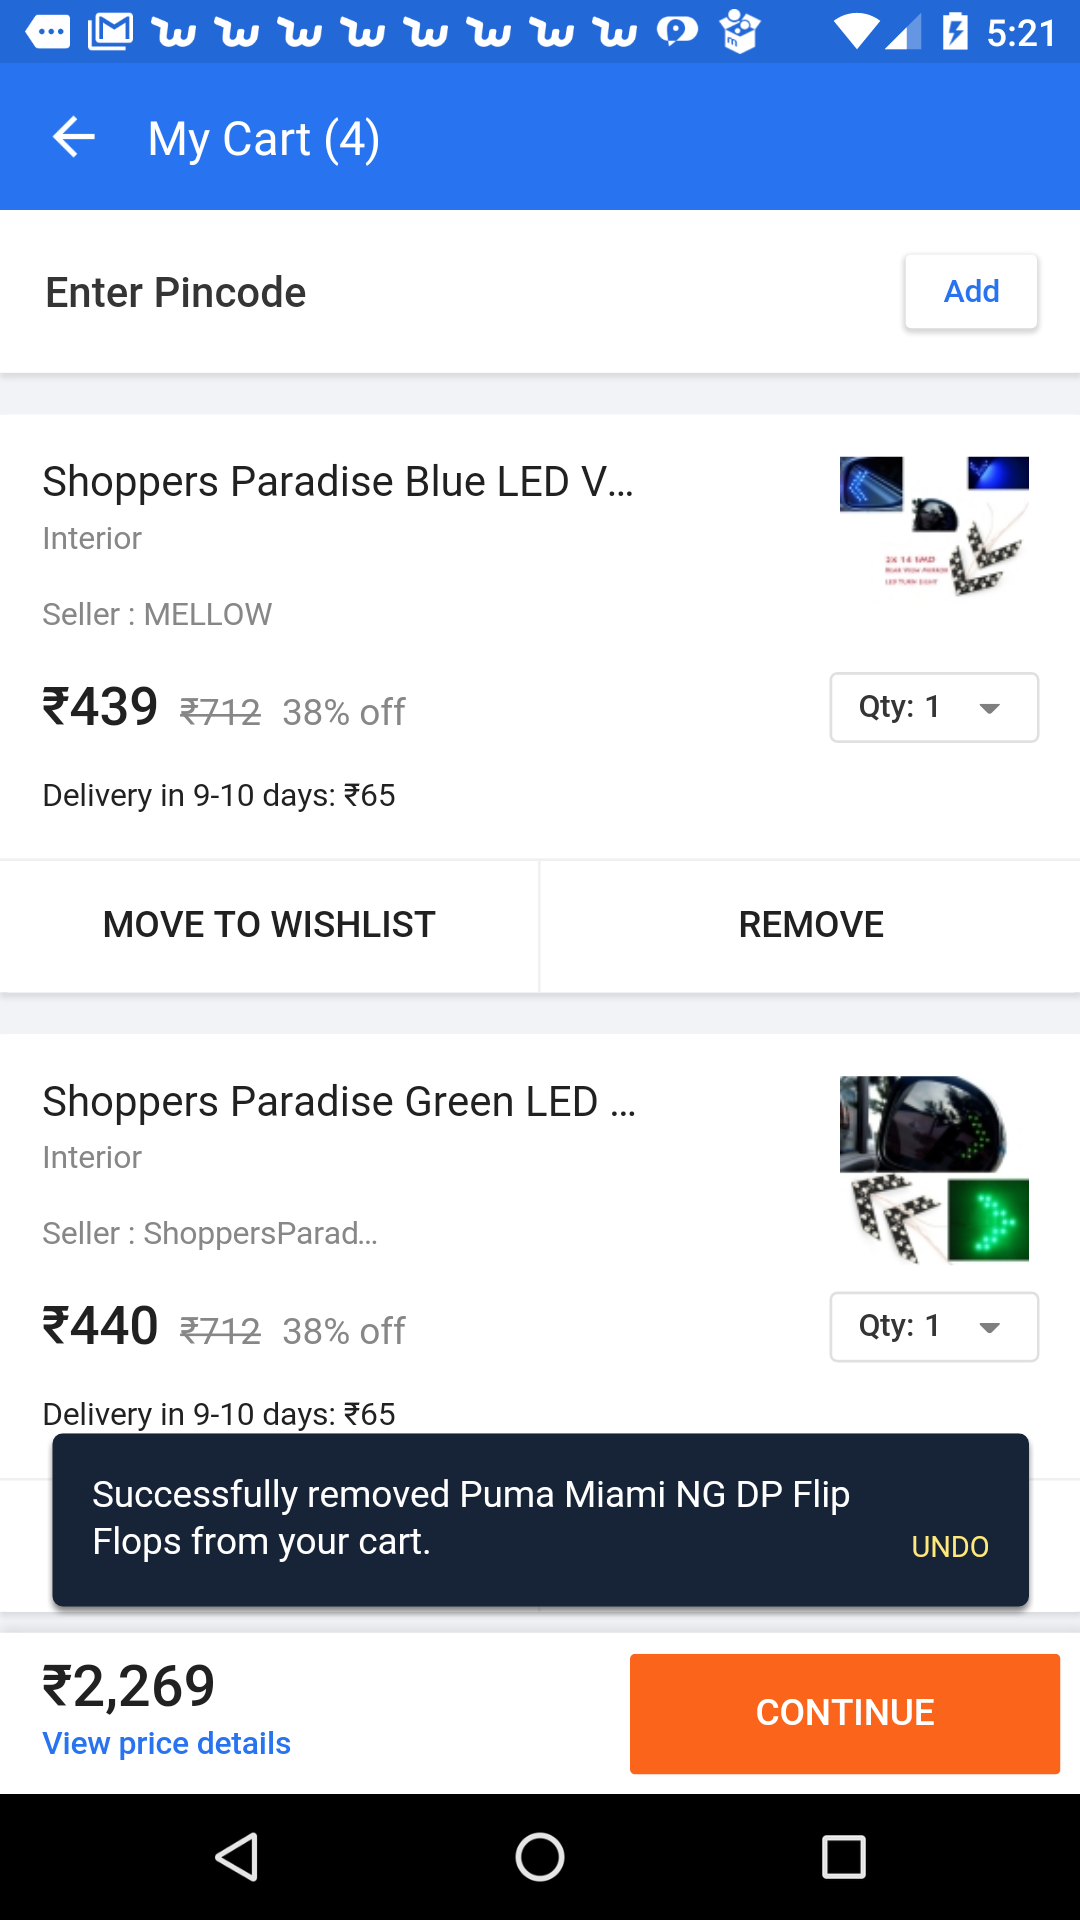 5:21
My Cart (4)
Enter Pincode
Add
Shoppers Paradise Blue LED V...
Interior
Seller : MELLOW
₹439 ₹712 38% off
Qty: 1
Delivery in 9-10 days: ₹65
MOVE TO WISHLIST
REMOVE
Shoppers Paradise Green LED ...
Interior
Seller : ShoppersParad...
₹440 ₹712 38% off
Qty: 1
Delivery in 9-10 days: ₹65
Successfully removed Puma Miami NG DP Flip
Flops from your cart.
UNDO
₹2,269
View price details
CONTINUE